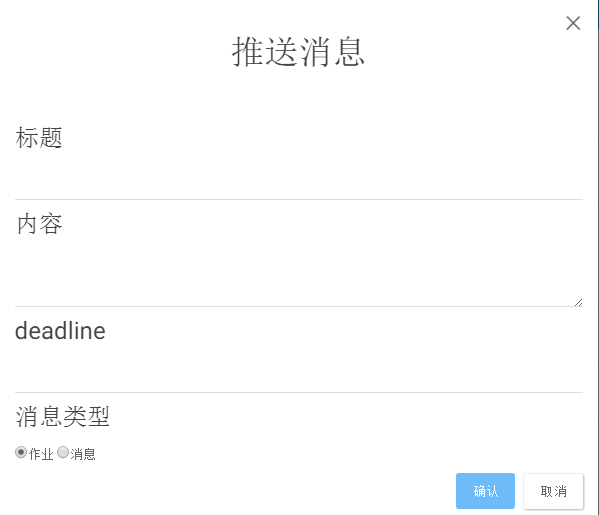 推送消息
标题
内容
deadline
消息类型
作业 消息
确认 取消